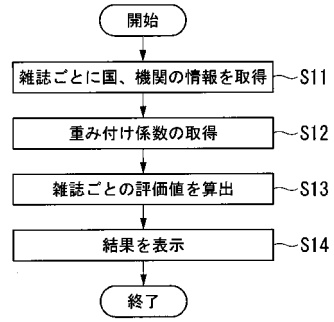 開始
雑誌ごとに国、機関の情報を取得 S11
重み付け係数の取得 S12
雑誌ごとの評価値を算出 S13
結果を表示 S14
終了